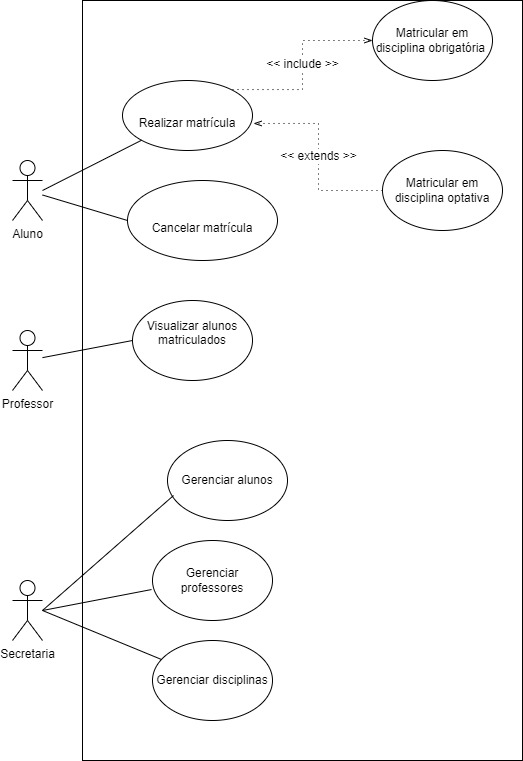 Matricular em
disciplina obrigatória
<< include >>
Realizar matrícula
<< extends >>
Matricular em
disciplina optativa
Aluno
Cancelar matrícula
Visualizar alunos
matriculados
Professor
Gerenciar alunos
Gerenciar
professores
Secretaria
Gerenciar disciplinas